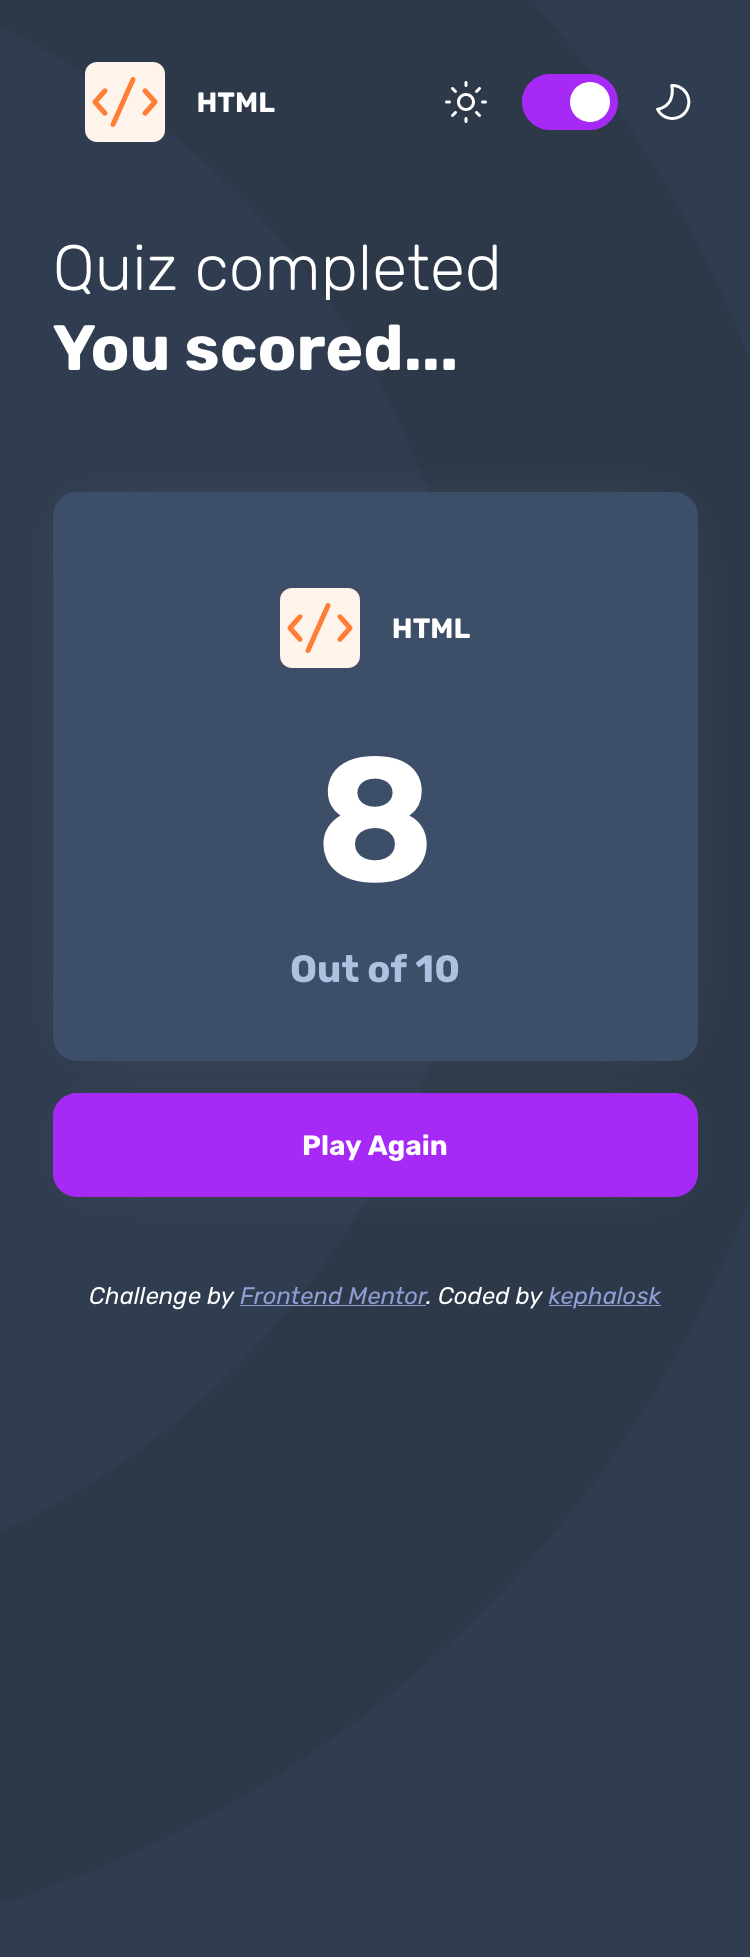 HTML
Quiz completed
You scored...
HTML
8
Out of 10
Play Again
Challenge by Frontend Mentor. Coded by kephalosk